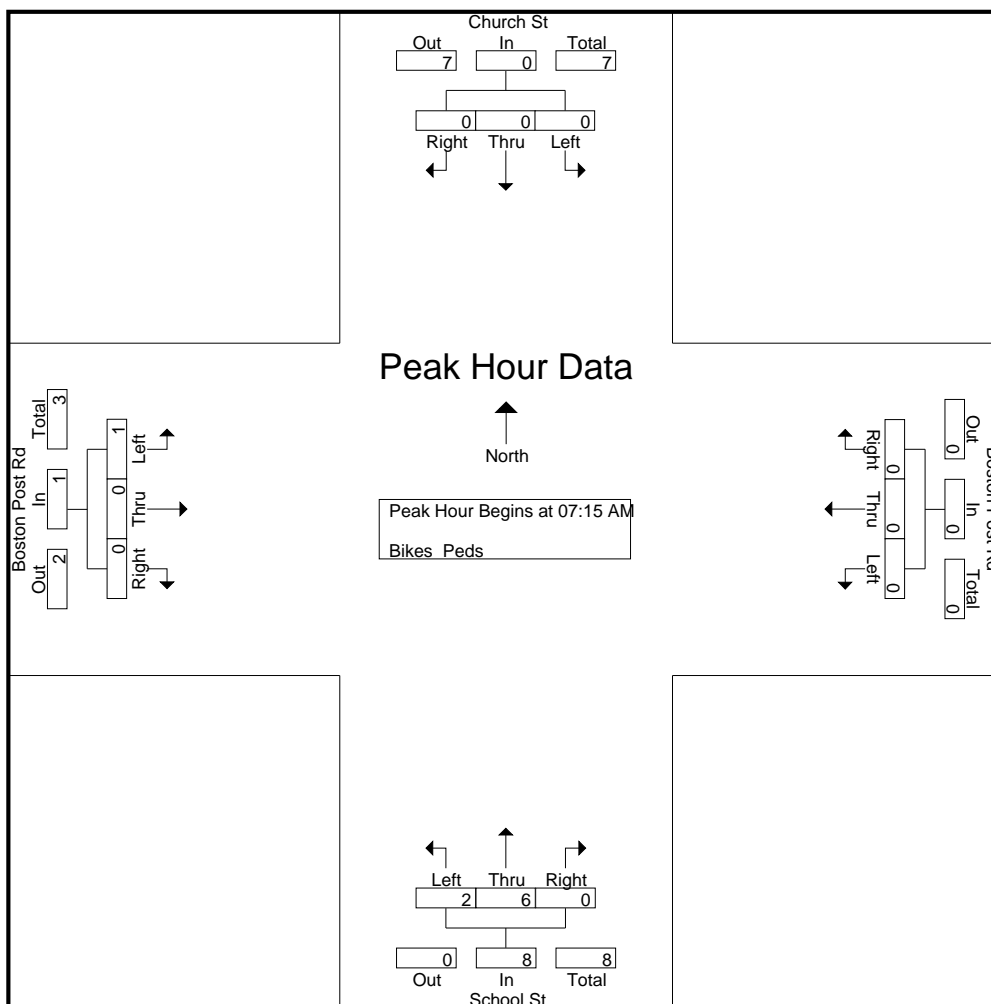 Church St
Out In Total
7 0 7
0 0 0
Right Thru Left
Peak Hour Data
North
Peak Hour Begins at 07:15 AM
Bikes Peds
Boston Post Rd
Total In Out
3 1 2
1 0 0
Left Thru Right
Right Thru Left
0 0 0
0 0 0
Out In Total
Boston Post Rd
Left Thru Right
2 6 0
0 8 8
Out In Total
School St